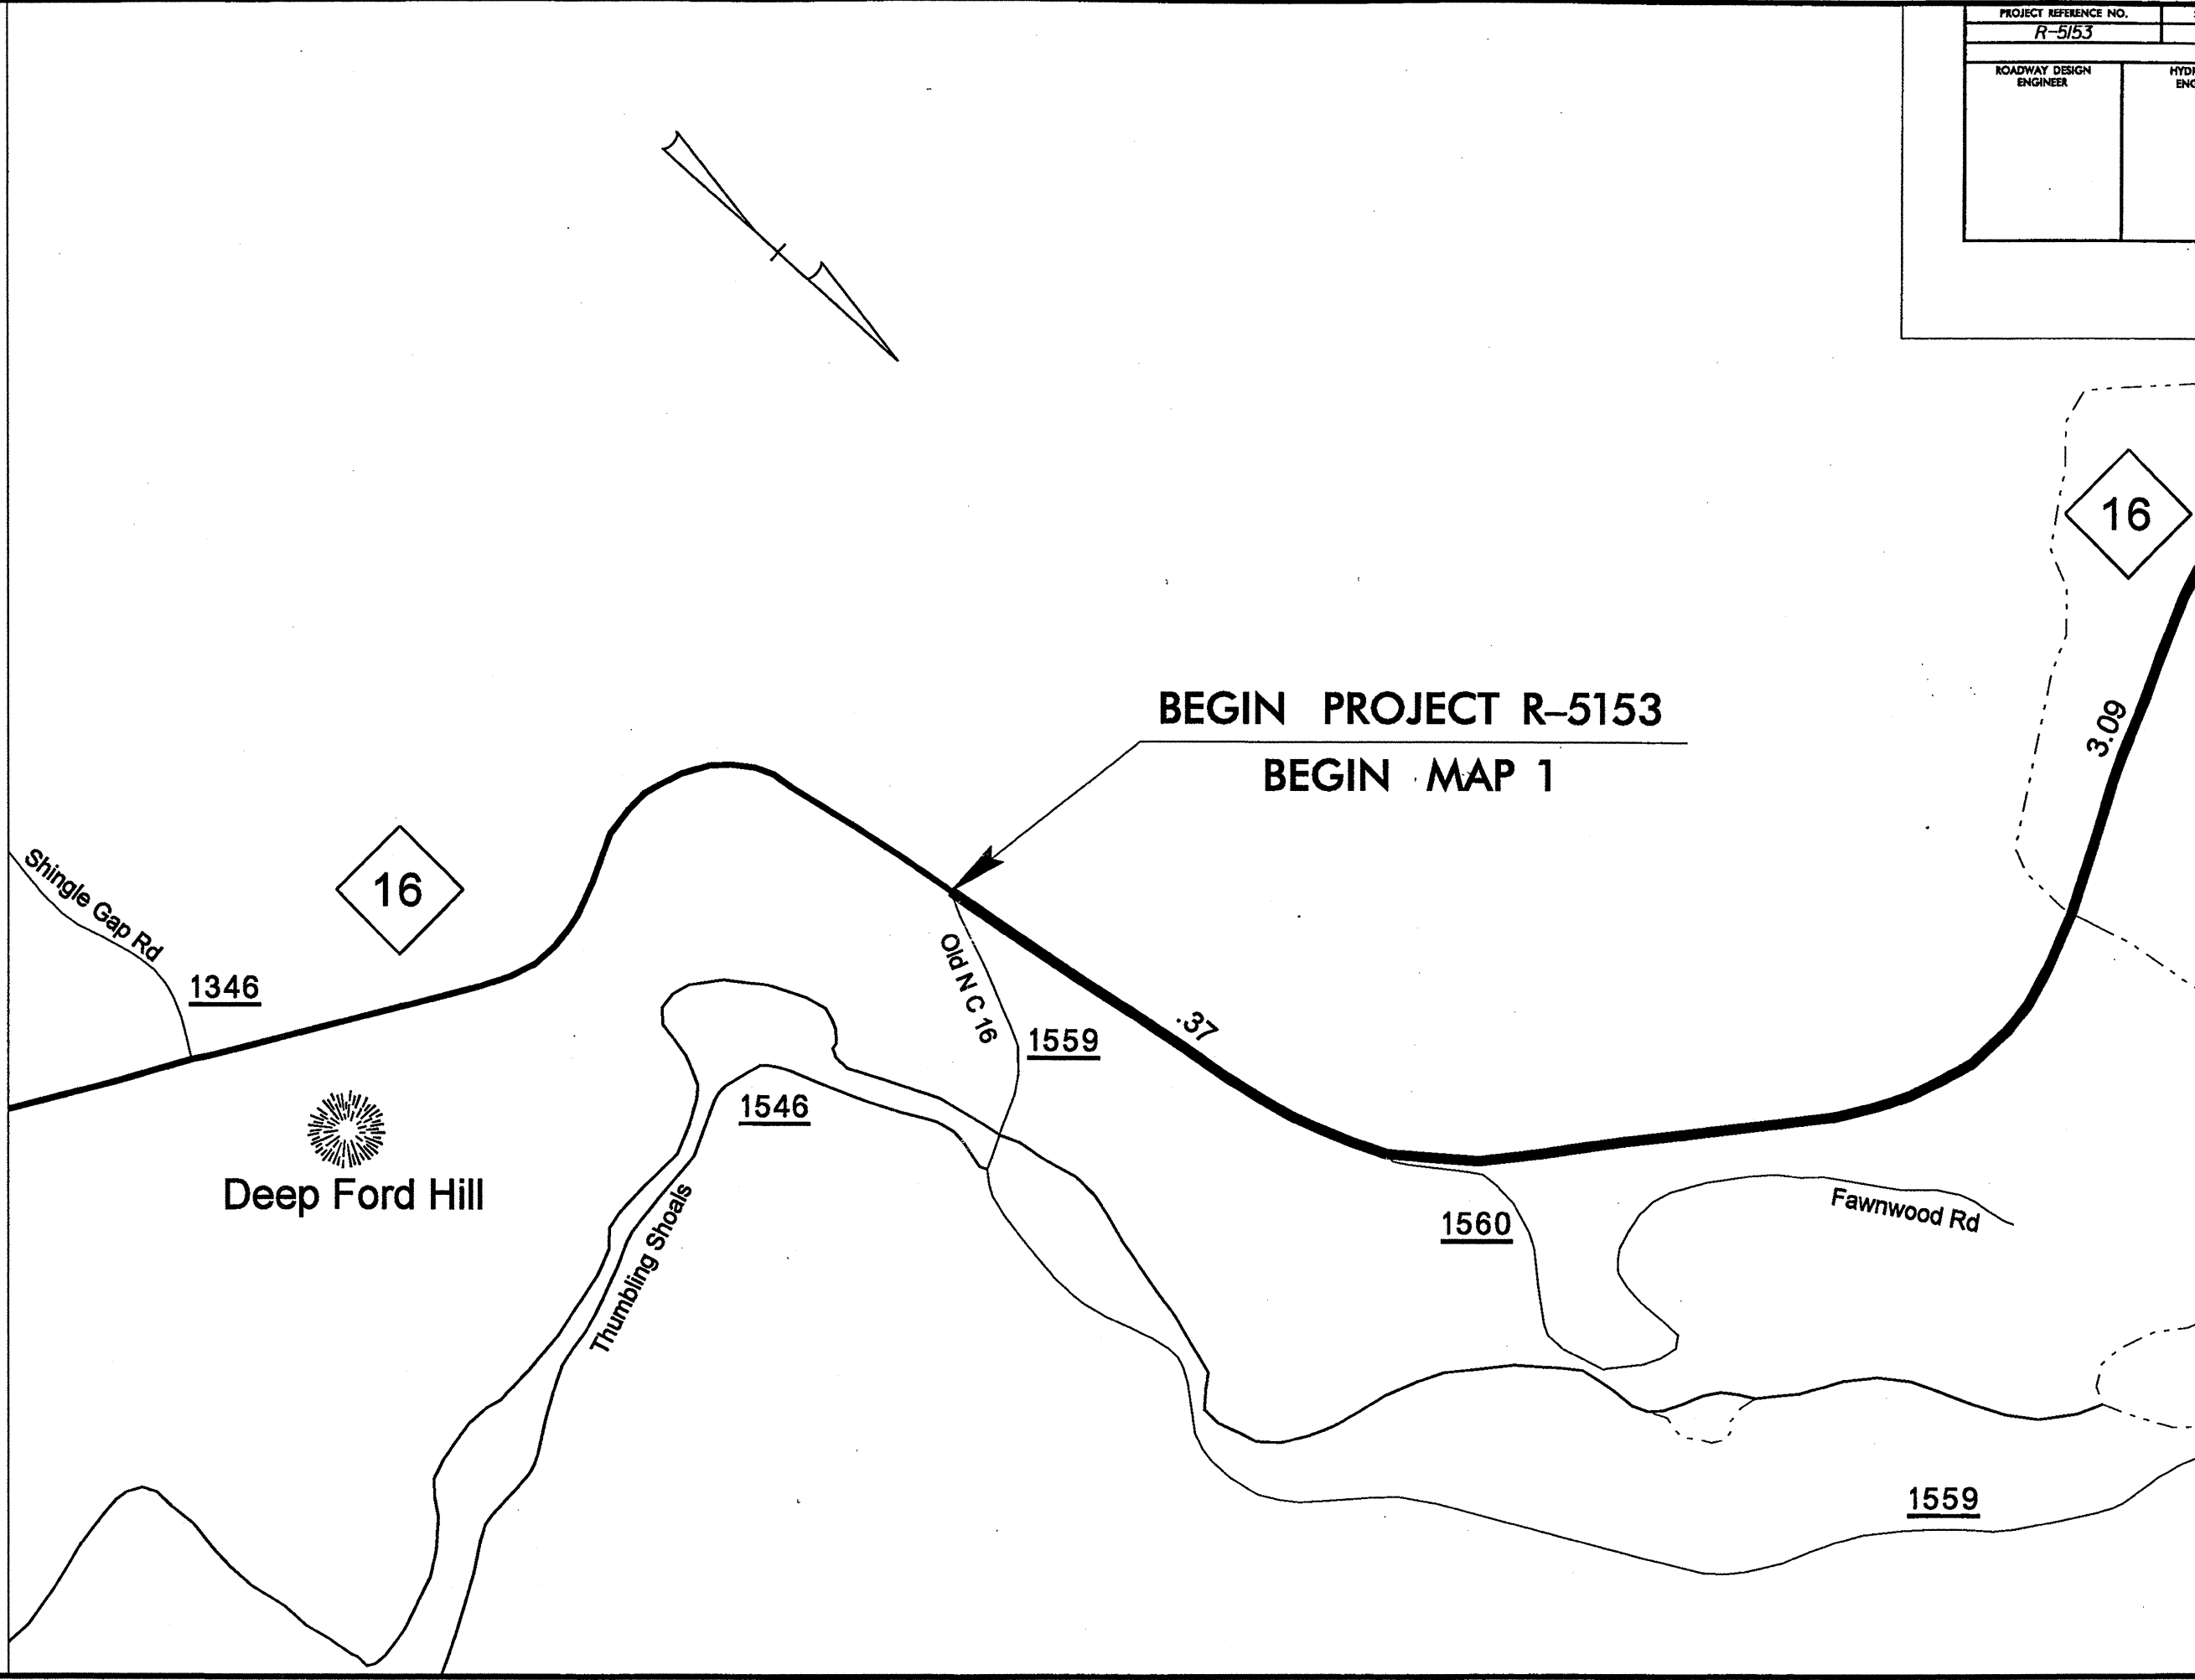 PROJECT REFERENCE NO.
R-5153
ROADWAY DESIGN
ENGINEER
16
3.09
BEGIN PROJECT R-5153
BEGIN MAP 1
Shingle Gap Rd
16
1346
Old N C 16
.37
1559
1546
Deep Ford Hill
Thumbling Shoals
1560
Fawnwood Rd
1559